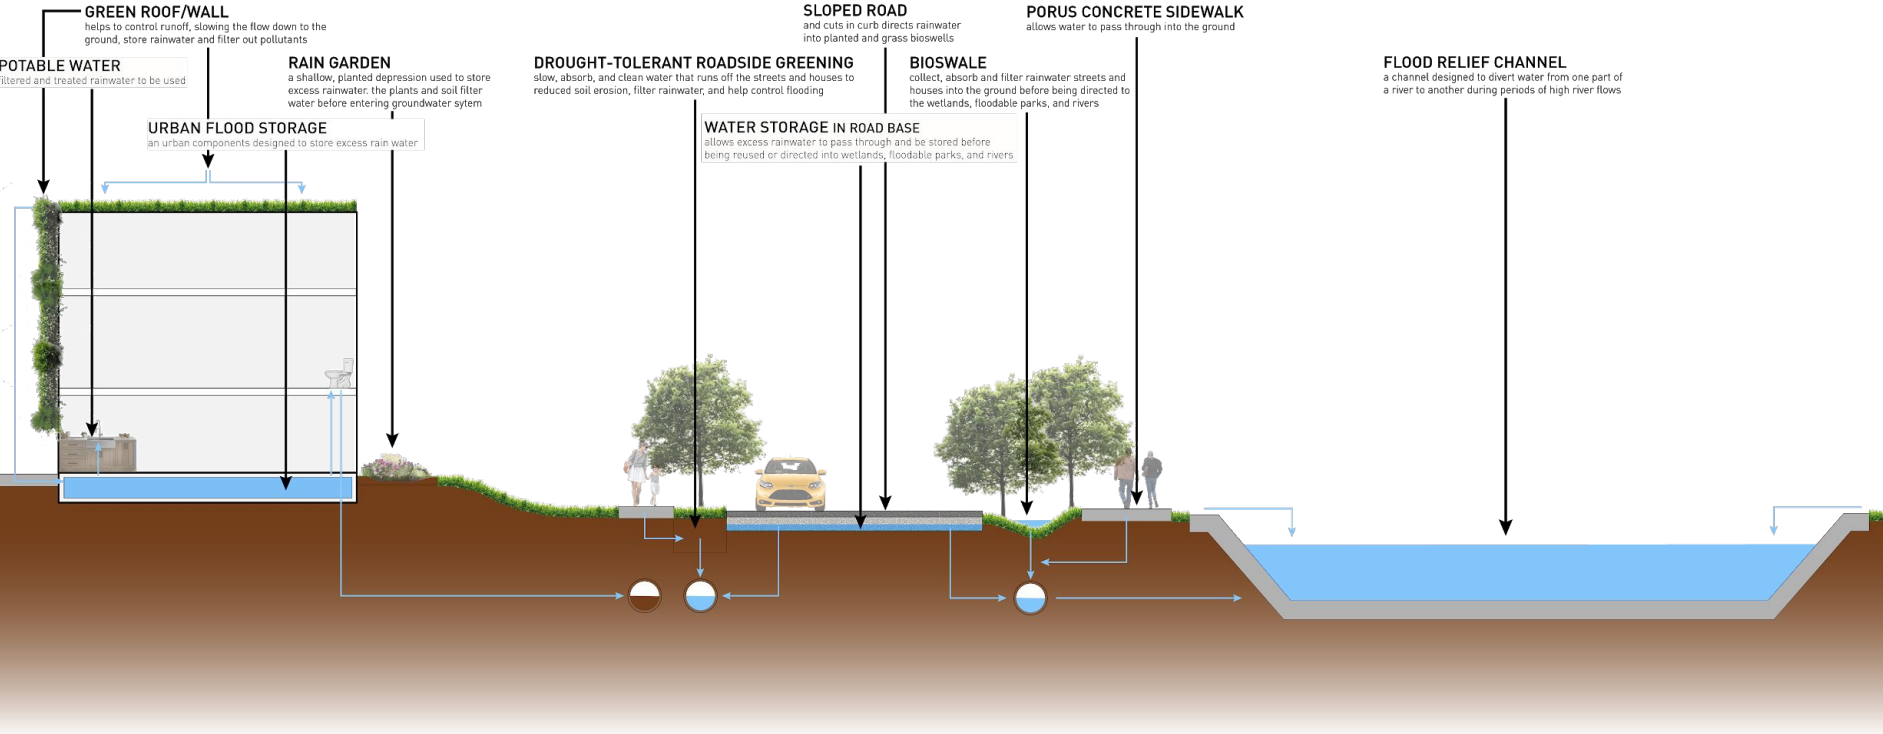 GREEN ROOF/WALL
helps to control runoff, slowing the flow down to the
ground, store rainwater and filter out pollutants
POTABLE WATER
filtered and treated rainwater to be used
URBAN FLOOD STORAGE
an urban components designed to store excess rain water
RAIN GARDEN
a shallow, planted depression used to store
excess rainwater. the plants and soil filter
water before entering groundwater sytem
DROUGHT-TOLERANT ROADSIDE GREENING
slow, absorb, and clean water that runs off the streets and houses to
reduced soil erosion, filter rainwater, and help control flooding
WATER STORAGE IN ROAD BASE
allows excess rainwater to pass through and be stored before
being reused or directed into wetlands, floodable parks, and rivers
SLOPED ROAD
and cuts in curb directs rainwater
into planted and grass bioswells
BIOSWALE
collect, absorb and filter rainwater streets and
houses into the ground before being directed to
the wetlands, floodable parks, and rivers
PORUS CONCRETE SIDEWALK
allows water to pass through into the ground
FLOOD RELIEF CHANNEL
a channel designed to divert water from one part of
a river to another during periods of high river flows